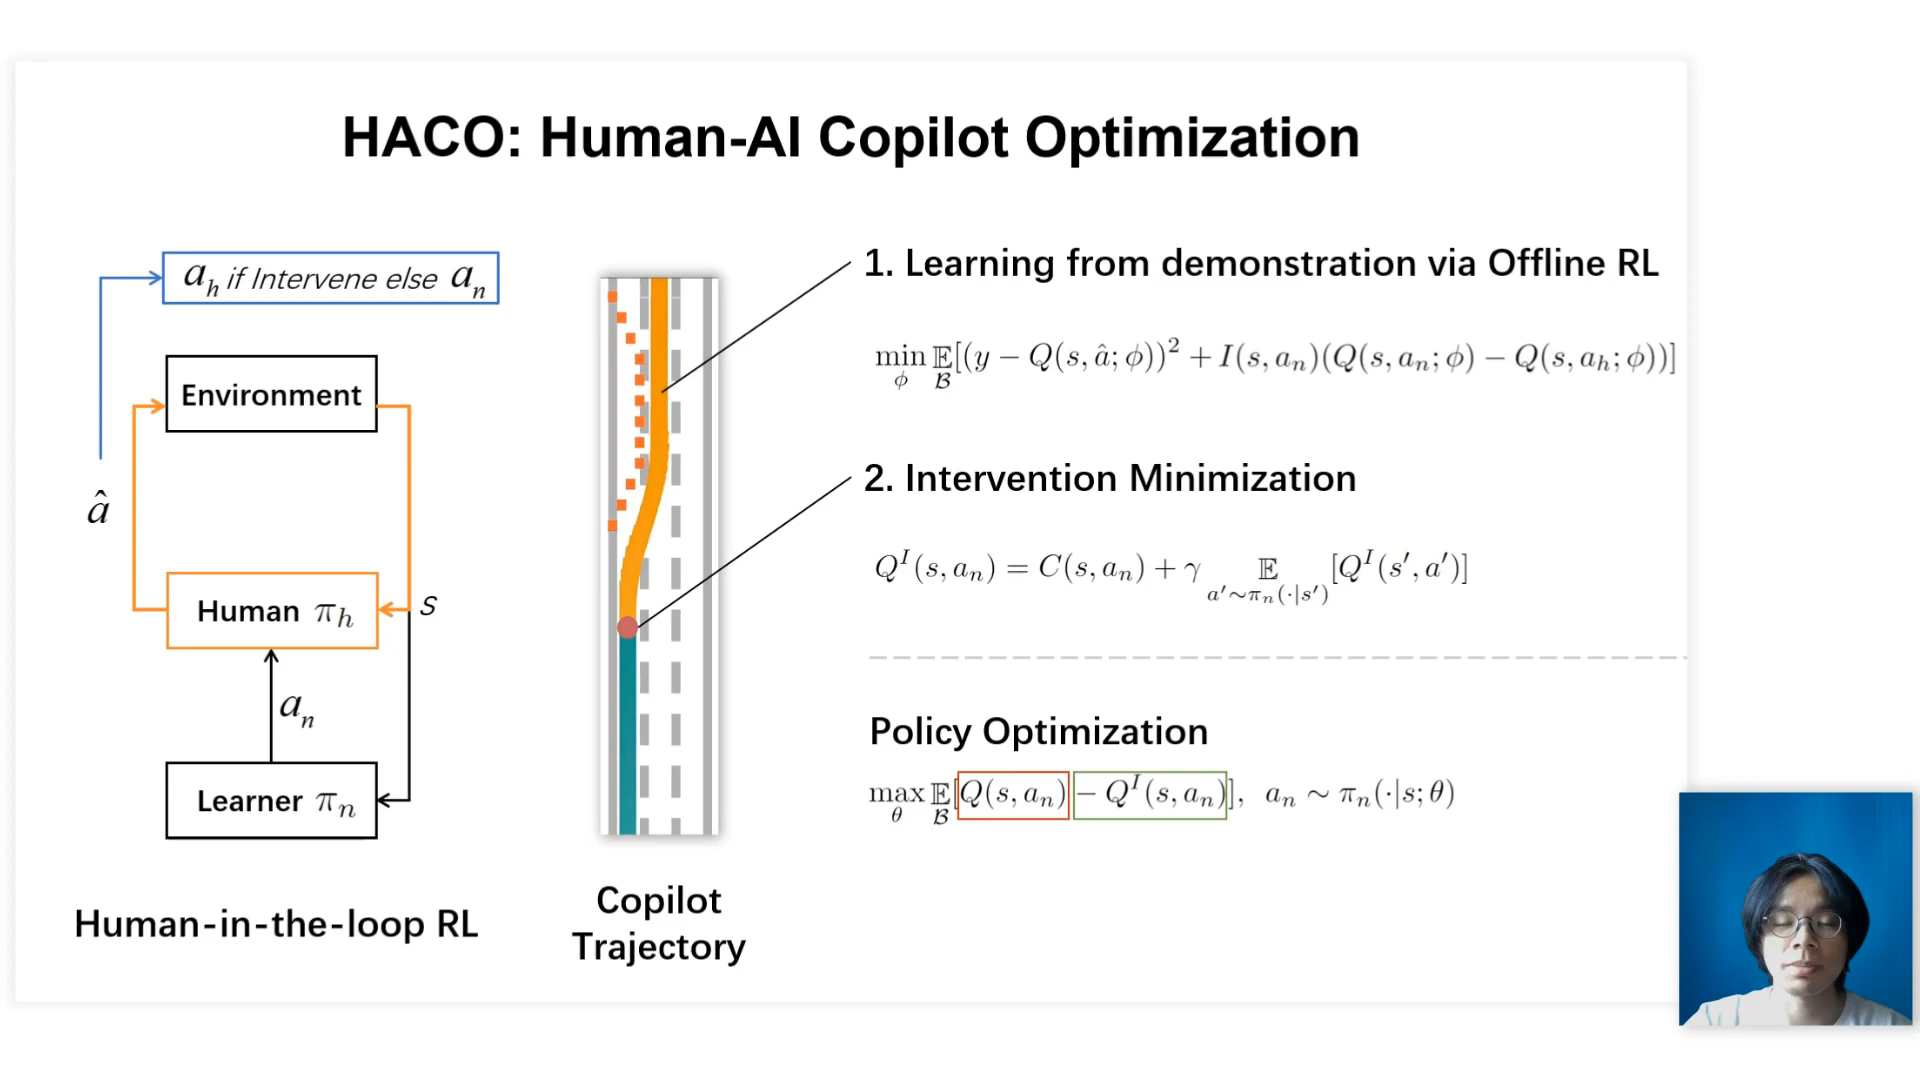 HACO: Human-AI Copilot Optimization
a_h if Intervene else a_n
Environment
â
Human π_h
s
a_n
Learner π_n
Human-in-the-loop RL
Copilot
Trajectory
1. Learning from demonstration via Offline RL
min_ϕ 𝔼_ℬ[(y − Q(s, â; ϕ))² + I(s, a_n)(Q(s, a_n; ϕ) − Q(s, a_h; ϕ))]
2. Intervention Minimization
Q^I(s, a_n) = C(s, a_n) + γ 𝔼_{a′∼π_n(·|s′)}[Q^I(s′, a′)]
Policy Optimization
max_θ 𝔼_ℬ[Q(s, a_n) − Q^I(s, a_n)], a_n ∼ π_n(·|s; θ)